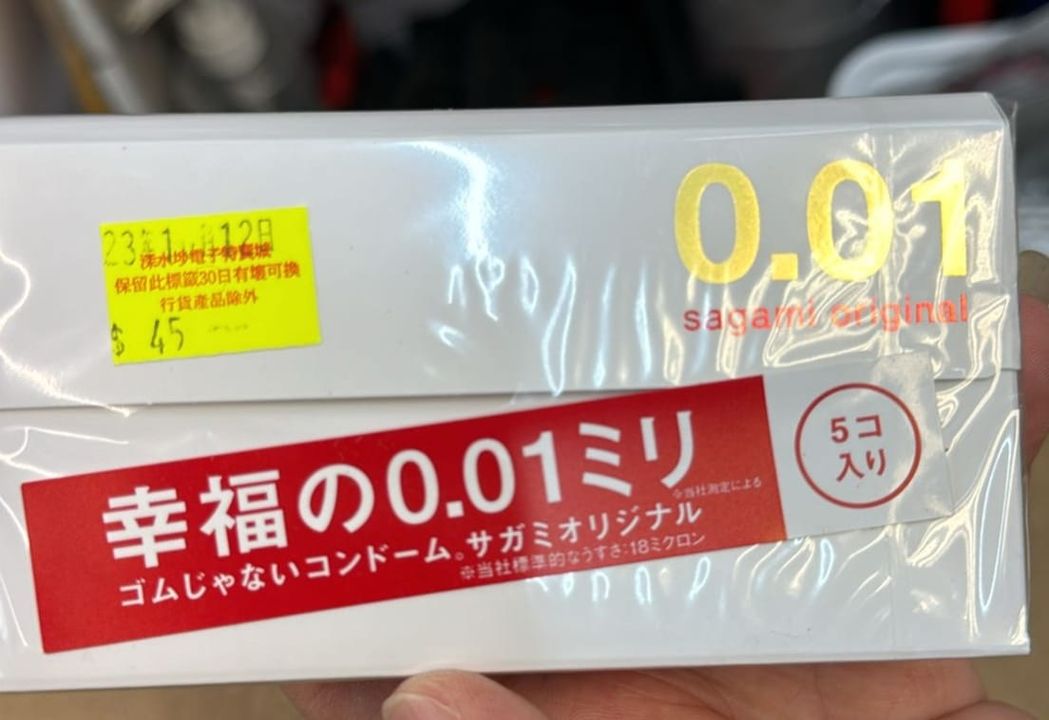 0.01
sagami original
23年1 月12日
深水埗電子特賣城
保留此標籤30日有壞可換
行貨產品除外
$ 45
幸福の0.01ミリ
※当社測定による
ゴムじゃないコンドーム。サガミオリジナル
※当社標準的なうすさ:18ミクロン
5コ
入り